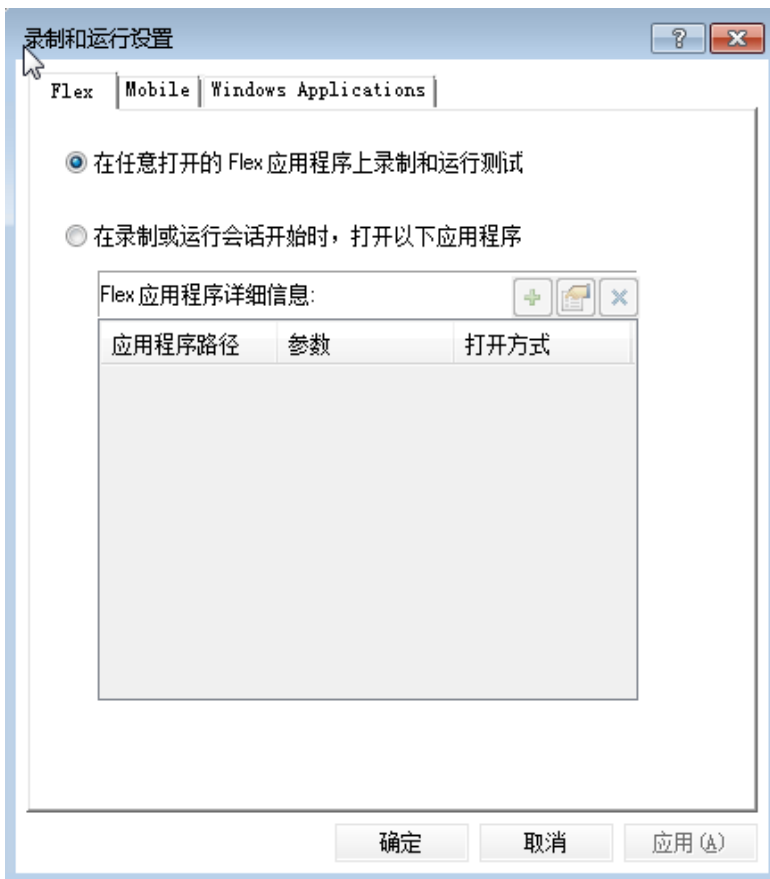 录制和运行设置
Flex Mobile Windows Applications
在任意打开的 Flex 应用程序上录制和运行测试
在录制或运行会话开始时，打开以下应用程序
Flex 应用程序详细信息:
应用程序路径 参数 打开方式
确定 取消 应用(A)